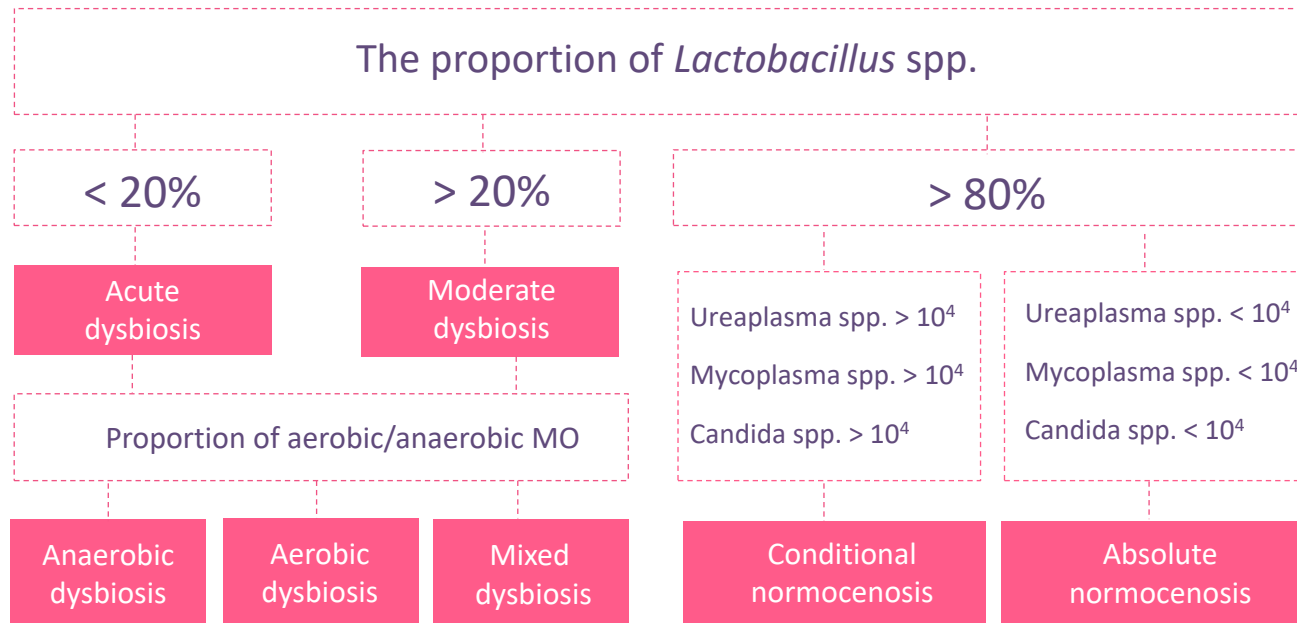 The proportion of Lactobacillus spp.
< 20%
> 20%
> 80%
Acute
dysbiosis
Moderate
dysbiosis
Ureaplasma spp. > 10⁴
Mycoplasma spp. > 10⁴
Candida spp. > 10⁴
Ureaplasma spp. < 10⁴
Mycoplasma spp. < 10⁴
Candida spp. < 10⁴
Proportion of aerobic/anaerobic MO
Anaerobic
dysbiosis
Aerobic
dysbiosis
Mixed
dysbiosis
Conditional
normocenosis
Absolute
normocenosis